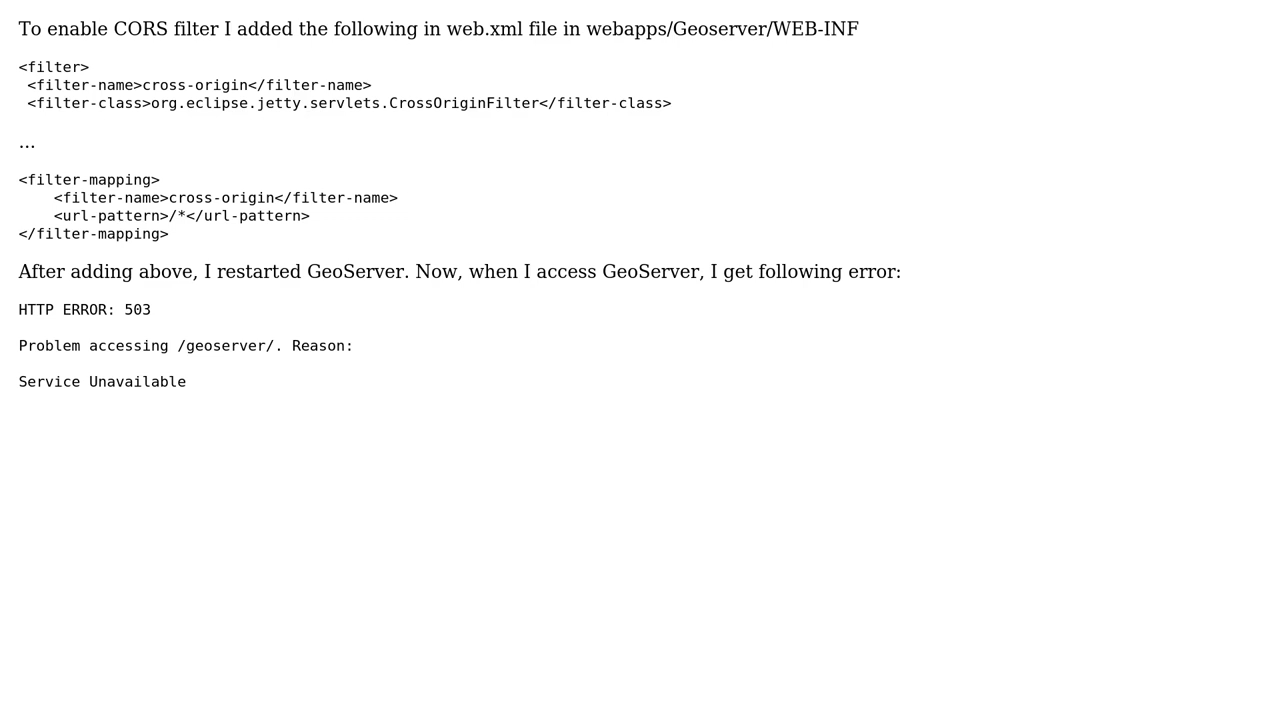 To enable CORS filter I added the following in web.xml file in webapps/Geoserver/WEB-INF
<filter>
 <filter-name>cross-origin</filter-name>
 <filter-class>org.eclipse.jetty.servlets.CrossOriginFilter</filter-class>
...
<filter-mapping>
    <filter-name>cross-origin</filter-name>
    <url-pattern>/*</url-pattern>
</filter-mapping>
After adding above, I restarted GeoServer. Now, when I access GeoServer, I get following error:
HTTP ERROR: 503
Problem accessing /geoserver/. Reason:
Service Unavailable